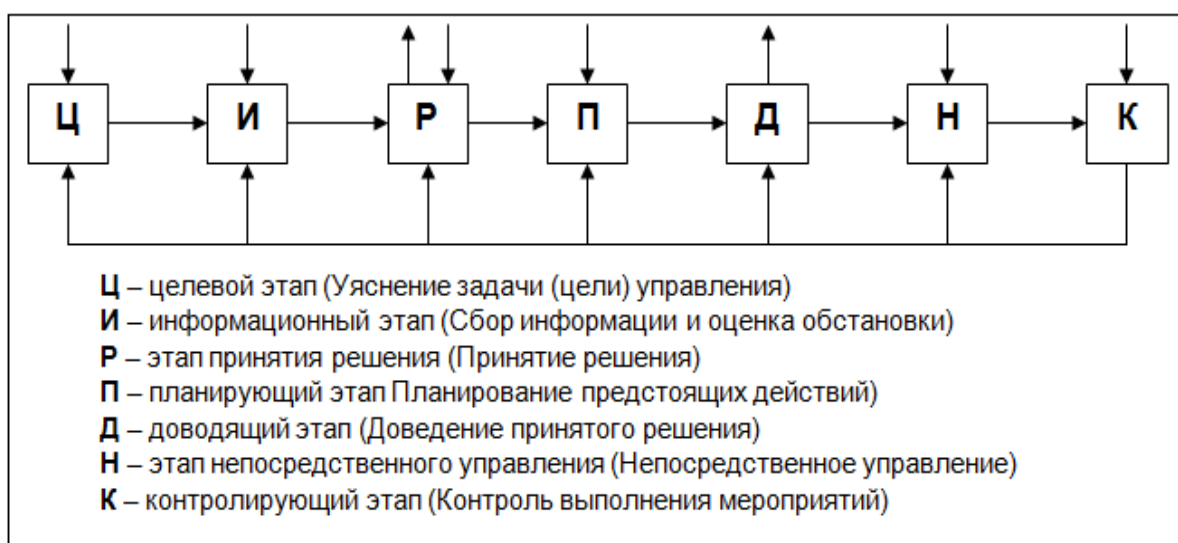 Ц И Р П Д Н К
Ц – целевой этап (Уяснение задачи (цели) управления)
И – информационный этап (Сбор информации и оценка обстановки)
Р – этап принятия решения (Принятие решения)
П – планирующий этап Планирование предстоящих действий)
Д – доводящий этап (Доведение принятого решения)
Н – этап непосредственного управления (Непосредственное управление)
К – контролирующий этап (Контроль выполнения мероприятий)